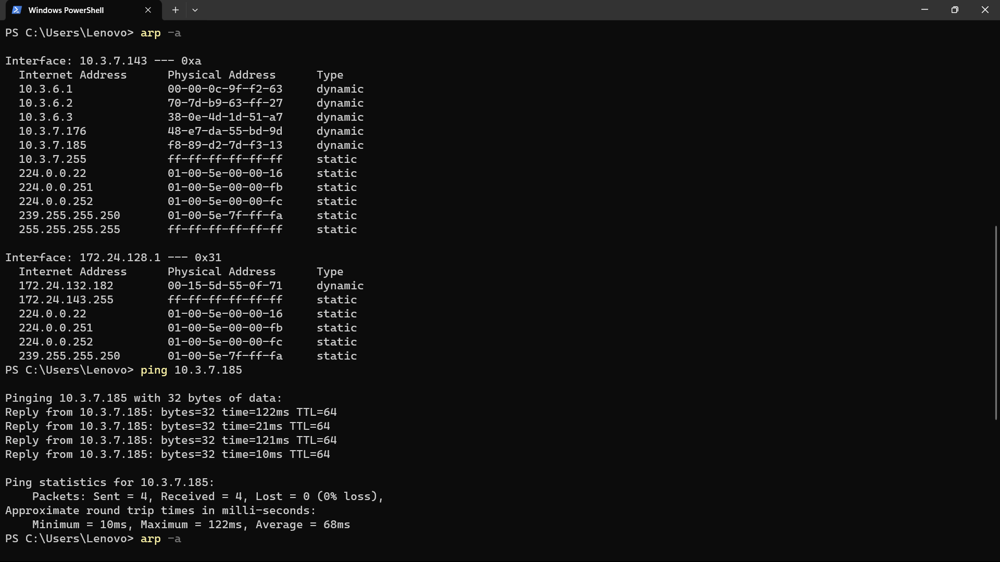 Windows PowerShell
PS C:\Users\Lenovo> arp -a
Interface: 10.3.7.143 --- 0xa
  Internet Address      Physical Address      Type
  10.3.6.1              00-00-0c-9f-f2-63     dynamic
  10.3.6.2              70-7d-b9-63-ff-27     dynamic
  10.3.6.3              38-0e-4d-1d-51-a7     dynamic
  10.3.7.176            48-e7-da-55-bd-9d     dynamic
  10.3.7.185            f8-89-d2-7d-f3-13     dynamic
  10.3.7.255            ff-ff-ff-ff-ff-ff     static
  224.0.0.22            01-00-5e-00-00-16     static
  224.0.0.251           01-00-5e-00-00-fb     static
  224.0.0.252           01-00-5e-00-00-fc     static
  239.255.255.250       01-00-5e-7f-ff-fa     static
  255.255.255.255       ff-ff-ff-ff-ff-ff     static
Interface: 172.24.128.1 --- 0x31
  Internet Address      Physical Address      Type
  172.24.132.182        00-15-5d-55-0f-71     dynamic
  172.24.143.255        ff-ff-ff-ff-ff-ff     static
  224.0.0.22            01-00-5e-00-00-16     static
  224.0.0.251           01-00-5e-00-00-fb     static
  224.0.0.252           01-00-5e-00-00-fc     static
  239.255.255.250       01-00-5e-7f-ff-fa     static
PS C:\Users\Lenovo> ping 10.3.7.185
Pinging 10.3.7.185 with 32 bytes of data:
Reply from 10.3.7.185: bytes=32 time=122ms TTL=64
Reply from 10.3.7.185: bytes=32 time=21ms TTL=64
Reply from 10.3.7.185: bytes=32 time=121ms TTL=64
Reply from 10.3.7.185: bytes=32 time=10ms TTL=64
Ping statistics for 10.3.7.185:
    Packets: Sent = 4, Received = 4, Lost = 0 (0% loss),
Approximate round trip times in milli-seconds:
    Minimum = 10ms, Maximum = 122ms, Average = 68ms
PS C:\Users\Lenovo> arp -a